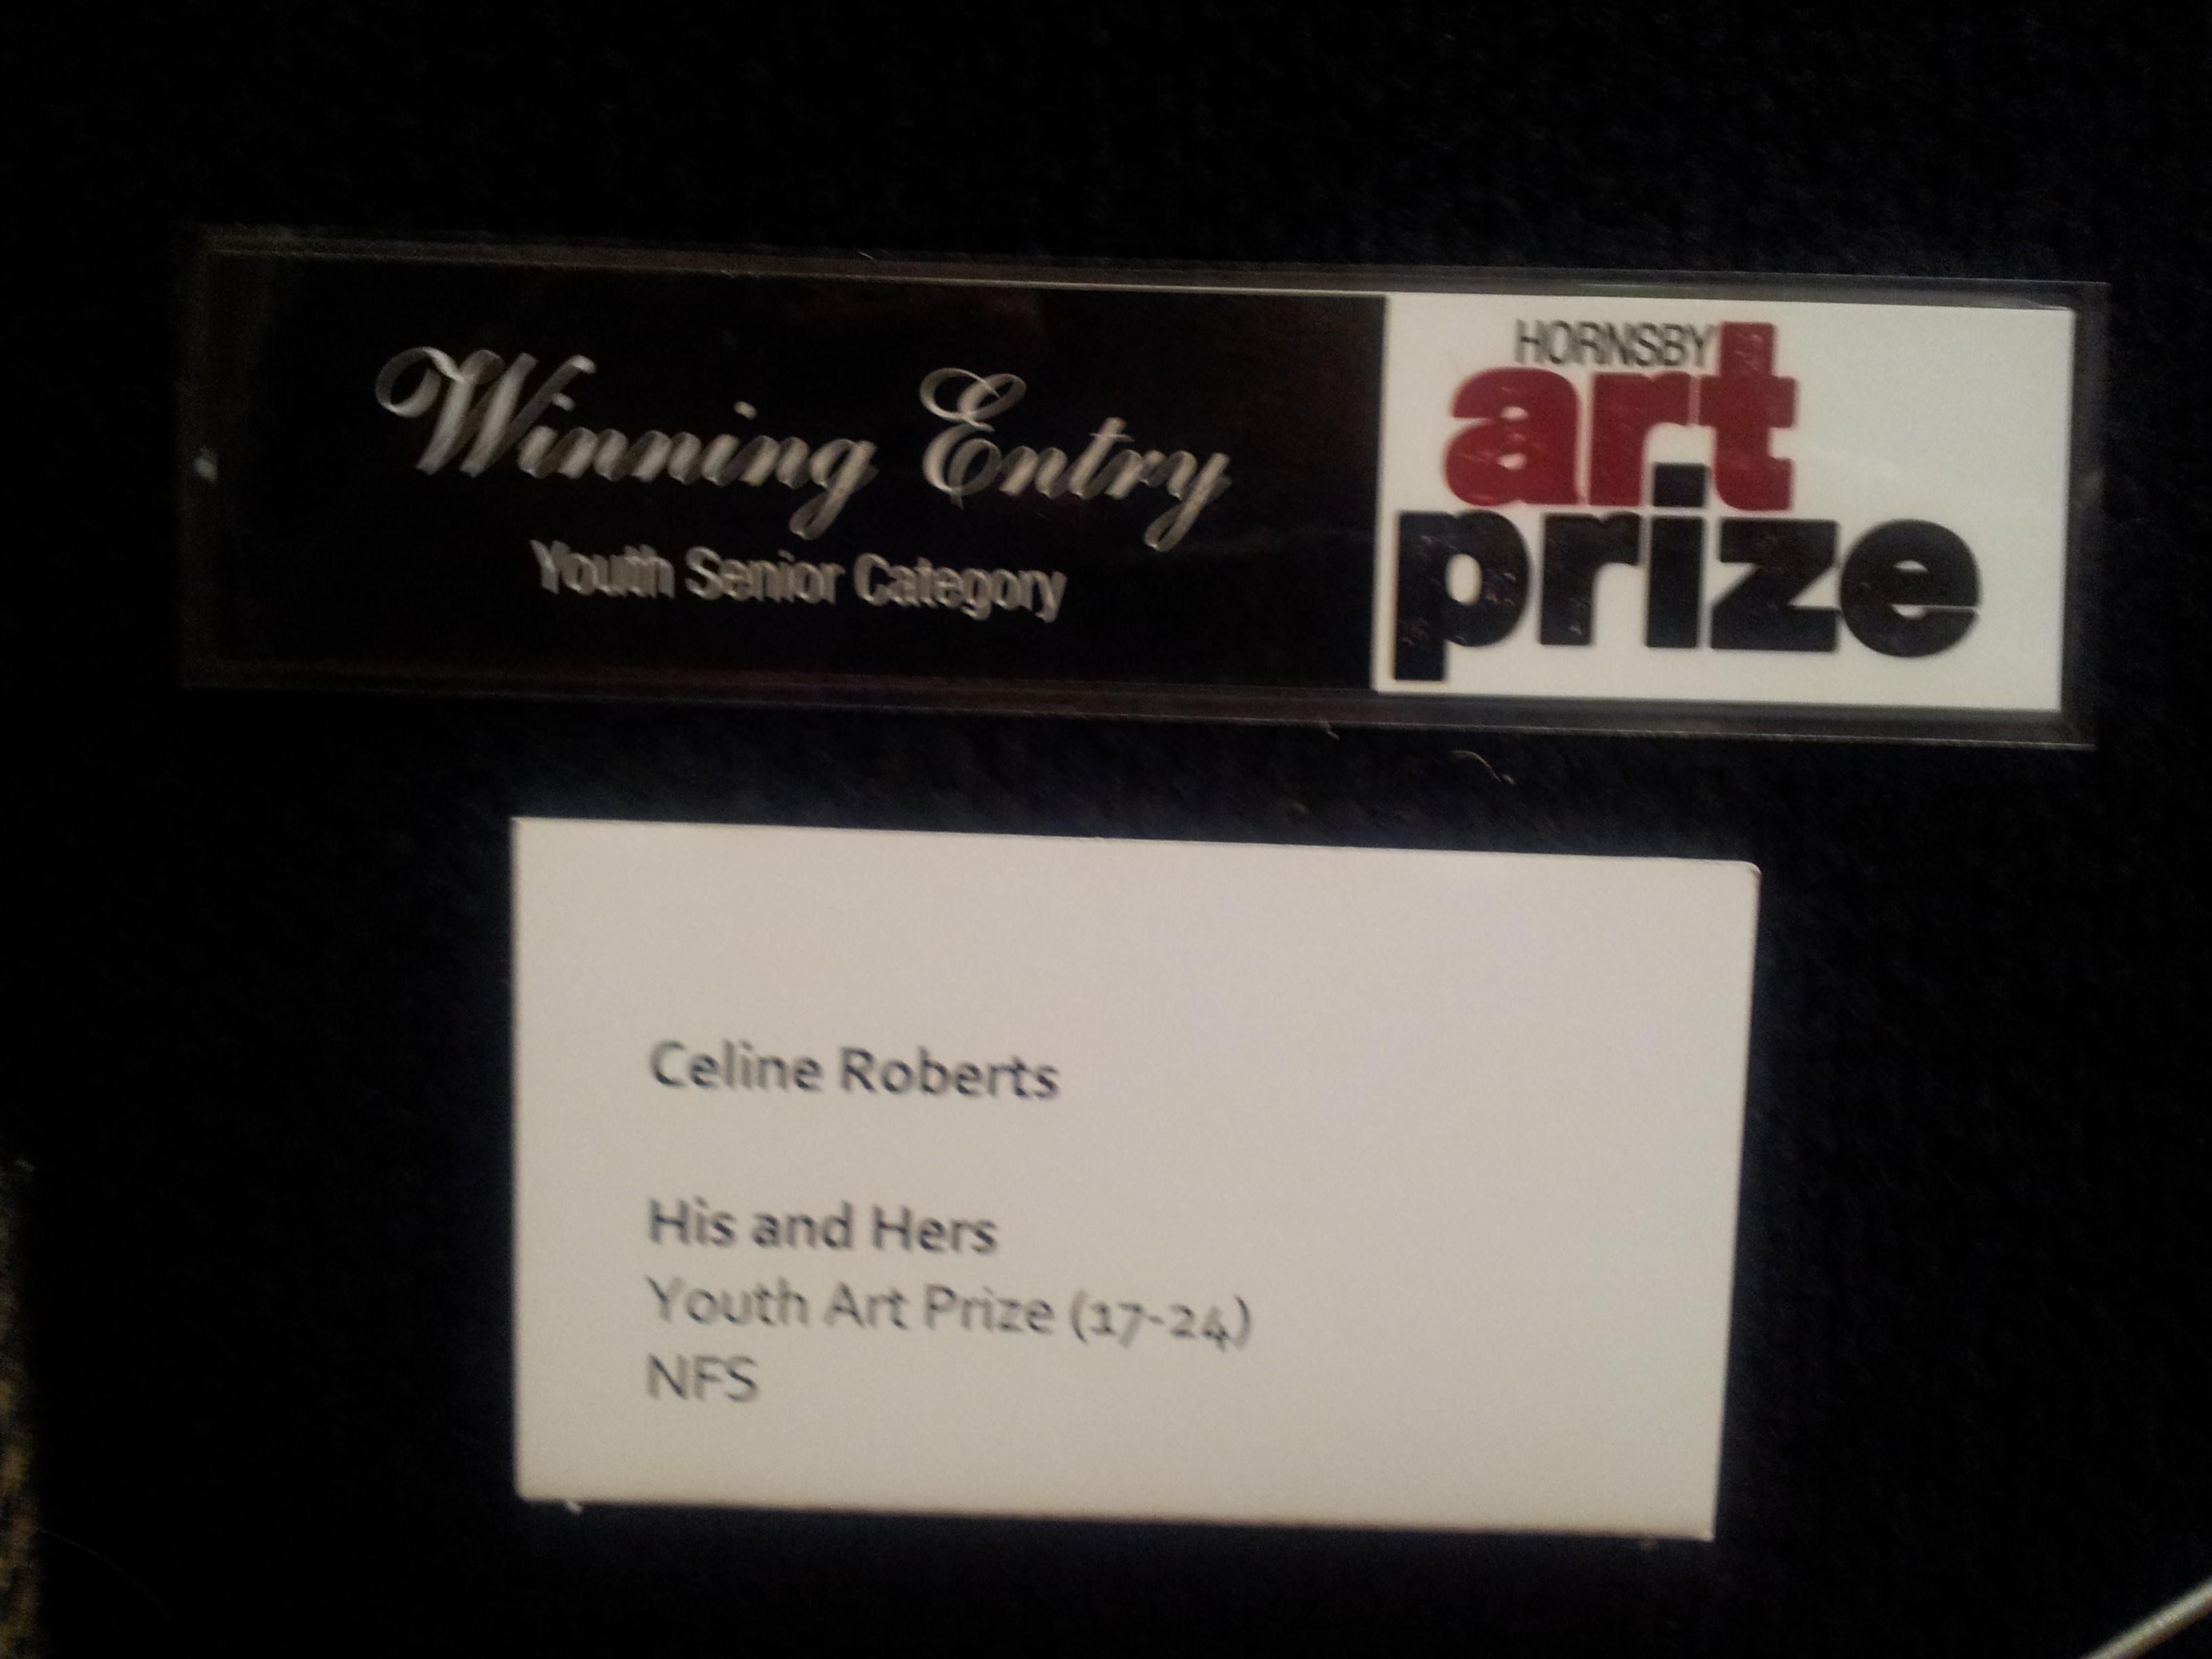 Winning Entry
Youth Senior Category
HORNSBY
art
prize
Celine Roberts
His and Hers
Youth Art Prize (17-24)
NFS